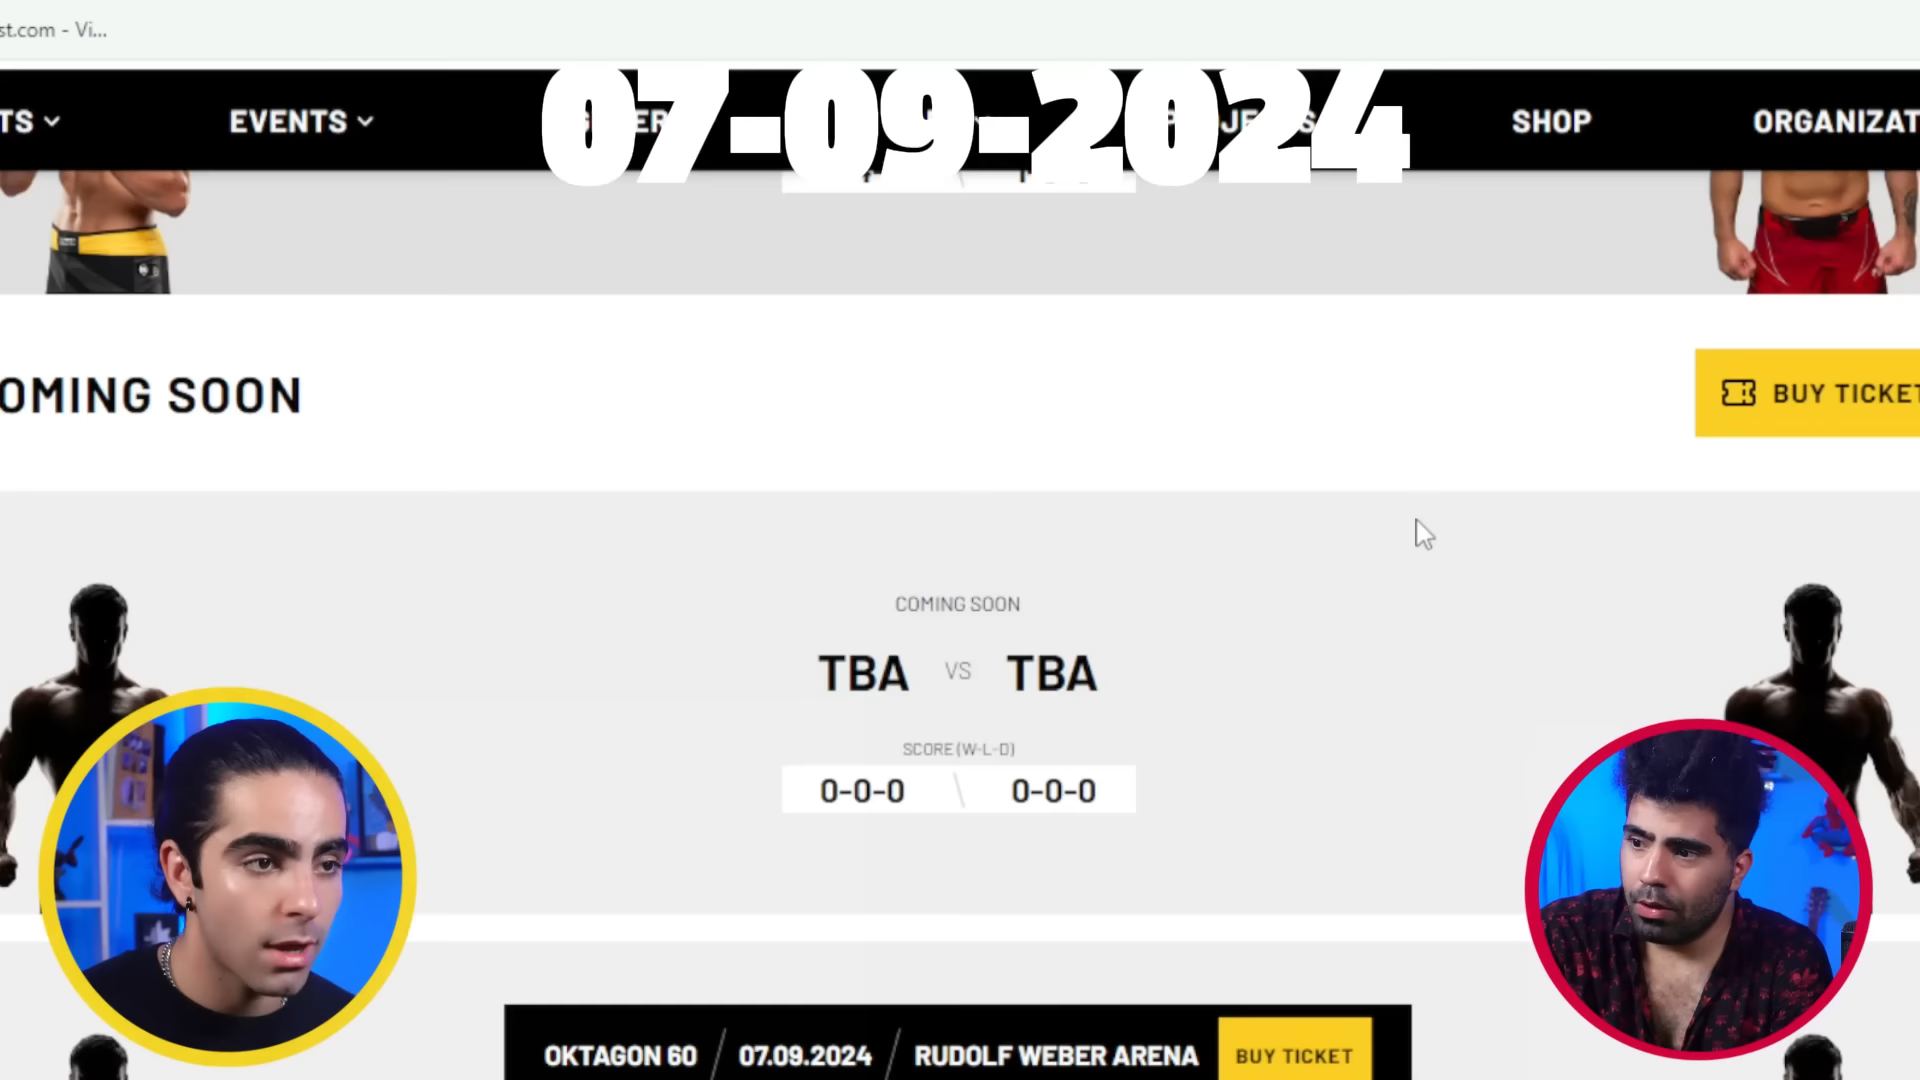 st.com - Vi...
07-09-2024
TS
EVENTS
SHOP
ORGANIZAT
OMING SOON
BUY TICKET
COMING SOON
TBA VS TBA
SCORE (W-L-D)
0-0-0 \ 0-0-0
OKTAGON 60 / 07.09.2024 / RUDOLF WEBER ARENA BUY TICKET